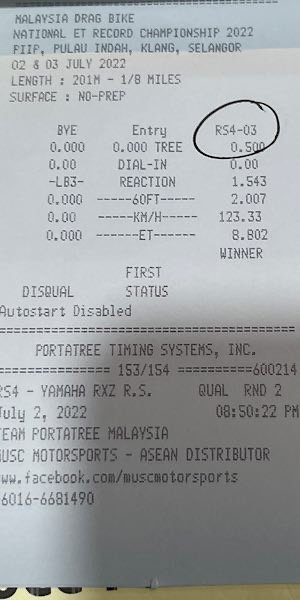 MALAYSIA DRAG BIKE
NATIONAL ET RECORD CHAMPIONSHIP 2022
PIIP, PULAU INDAH, KLANG, SELANGOR
02 & 03 JULY 2022
LENGTH : 201M - 1/8 MILES
SURFACE : NO-PREP
BYE Entry RS4-03
0.000 0.000 TREE 0.500
0.00 DIAL-IN 0.00
-LB3- REACTION 1.543
0.000 ------60FT----- 2.007
0.00 -----KM/H----- 123.33
0.000 ------ET------ 8.802
WINNER
FIRST
DISQUAL STATUS
Autostart Disabled
PORTATREE TIMING SYSTEMS, INC.
================ 153/154 ===========600214
RS4 - YAMAHA RXZ R.S. QUAL RND 2
July 2, 2022 08:50:22 PM
TEAM PORTATREE MALAYSIA
MUSC MOTORSPORTS - ASEAN DISTRIBUTOR
www.facebook.com/muscmotorsports
6016-6681490